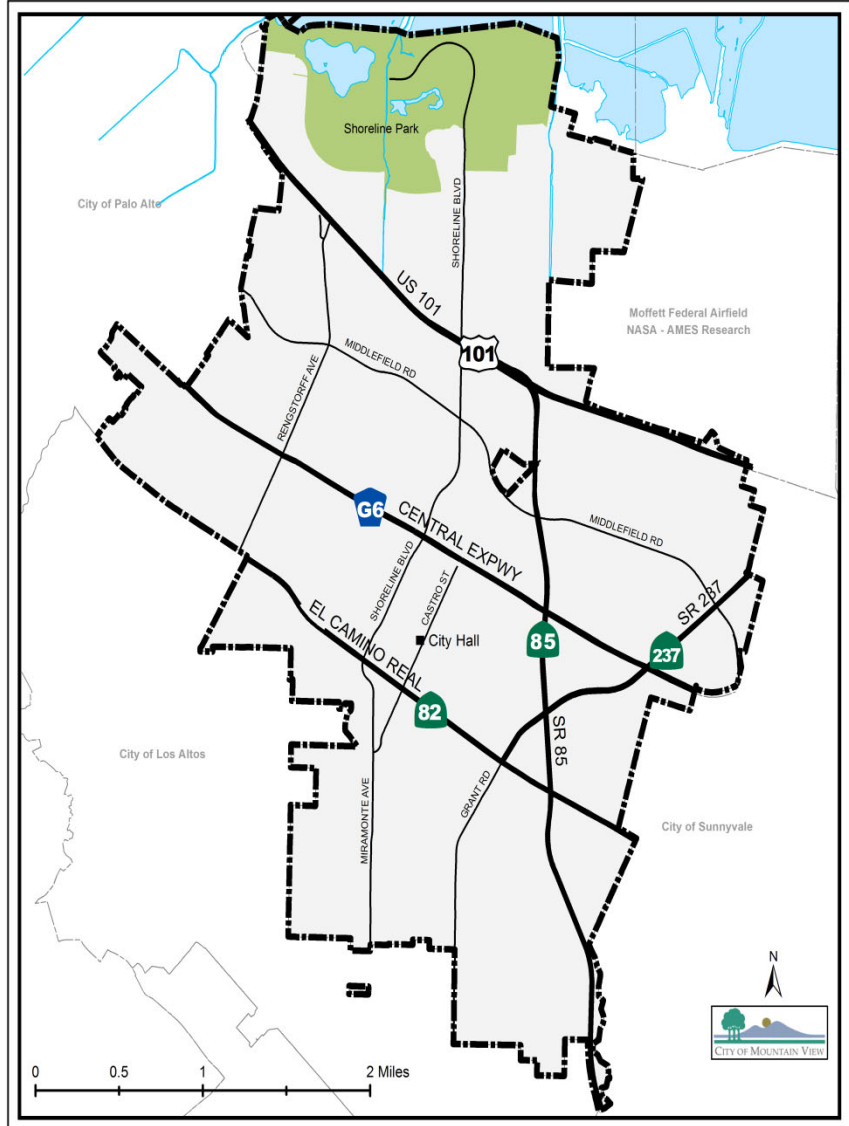 Shoreline Park
City of Palo Alto
SHORELINE BLVD
US 101
Moffett Federal Airfield
NASA - AMES Research
101
MIDDLEFIELD RD
RENGSTORFF AVE
G6
CENTRAL EXPWY
MIDDLEFIELD RD
SHORELINE BLVD
CASTRO ST
SR 237
EL CAMINO REAL
City Hall
85
237
82
SR 85
City of Los Altos
GRANT RD
MIRAMONTE AVE
City of Sunnyvale
N
CITY OF MOUNTAIN VIEW
0 0.5 1 2 Miles